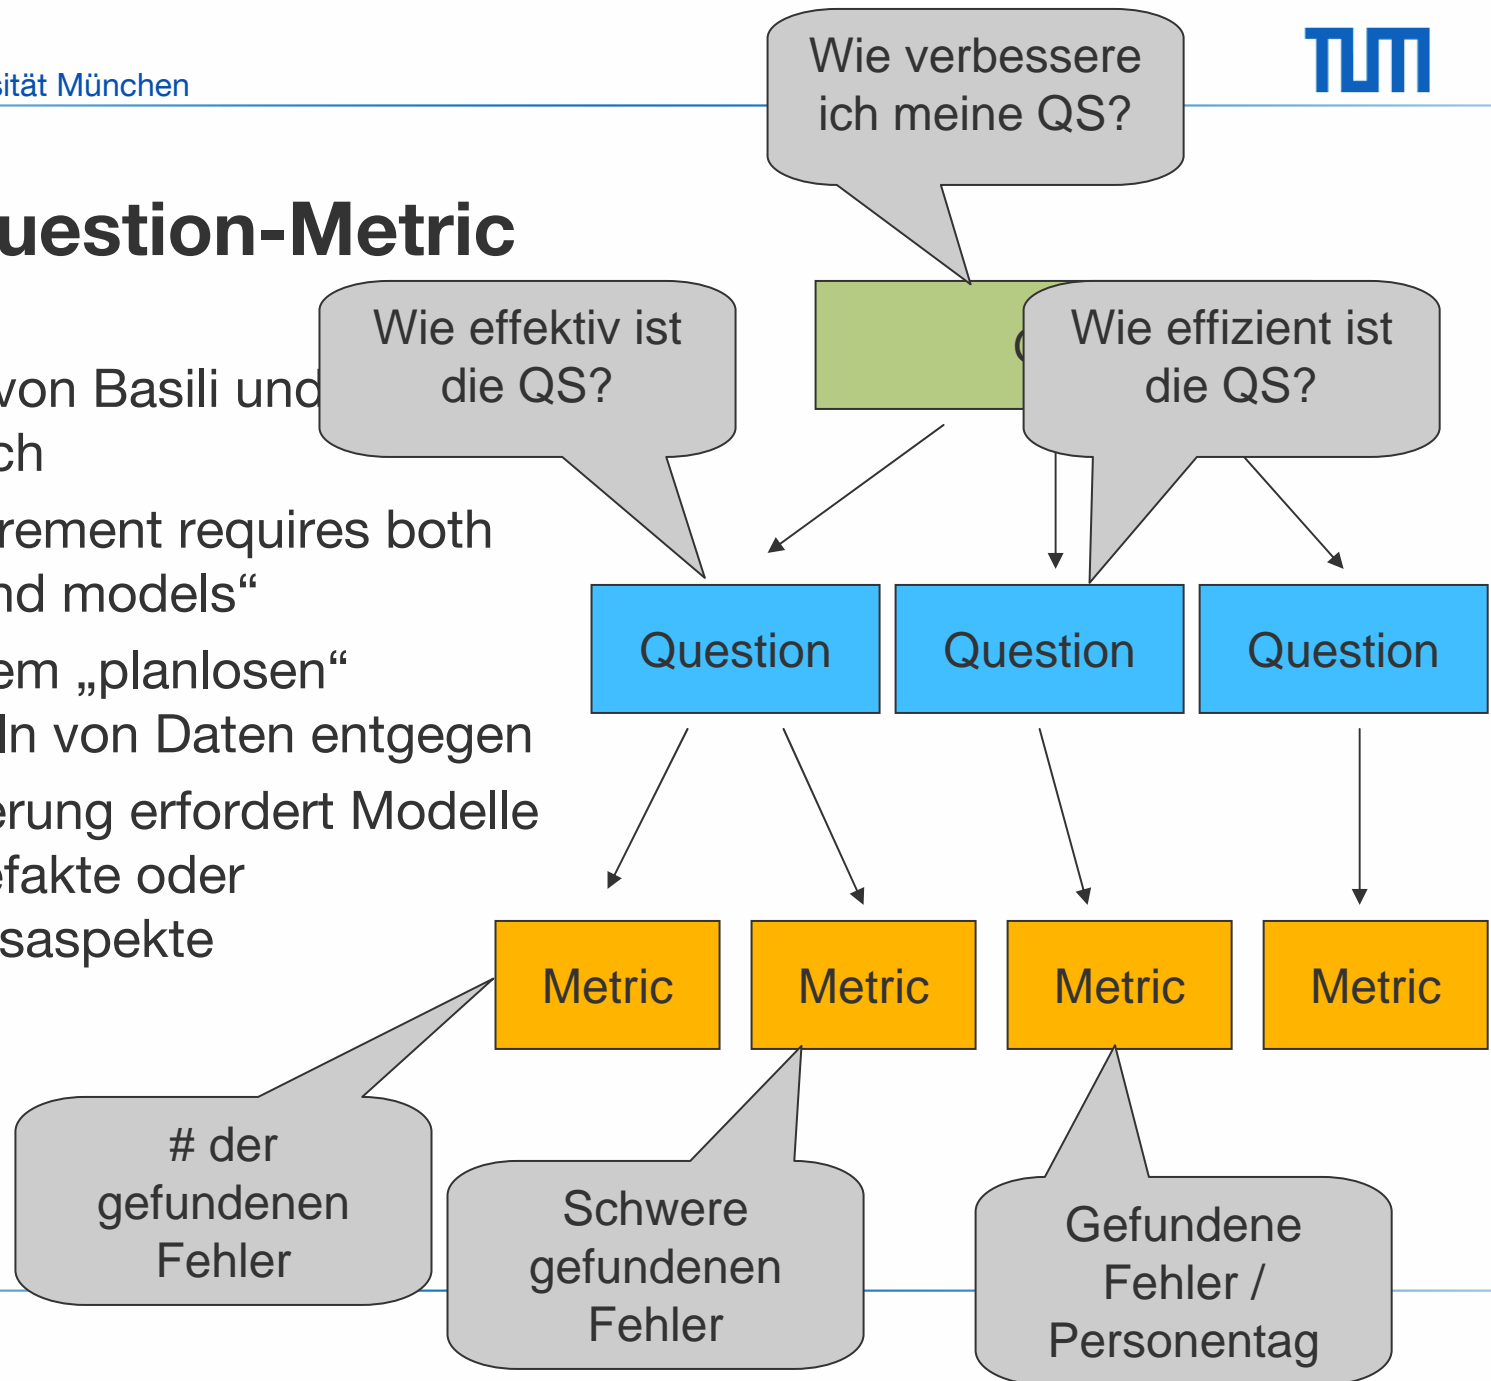 sität München
TUM
Wie verbessere
ich meine QS?
uestion-Metric
Wie effektiv ist
die QS?
Wie effizient ist
die QS?
von Basili und
ch
rement requires both
nd models“
em „planlosen“
ln von Daten entgegen
erung erfordert Modelle
efakte oder
saspekte
Question
Question
Question
Metric
Metric
Metric
Metric
# der
gefundenen
Fehler
Schwere
gefundenen
Fehler
Gefundene
Fehler /
Personentag